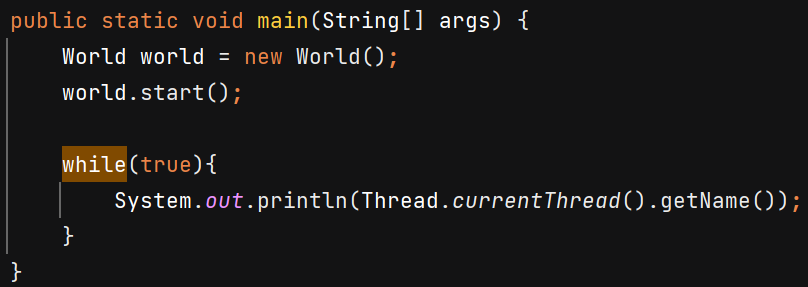 public static void main(String[] args) {
    World world = new World();
    world.start();

    while(true){
        System.out.println(Thread.currentThread().getName());
    }
}